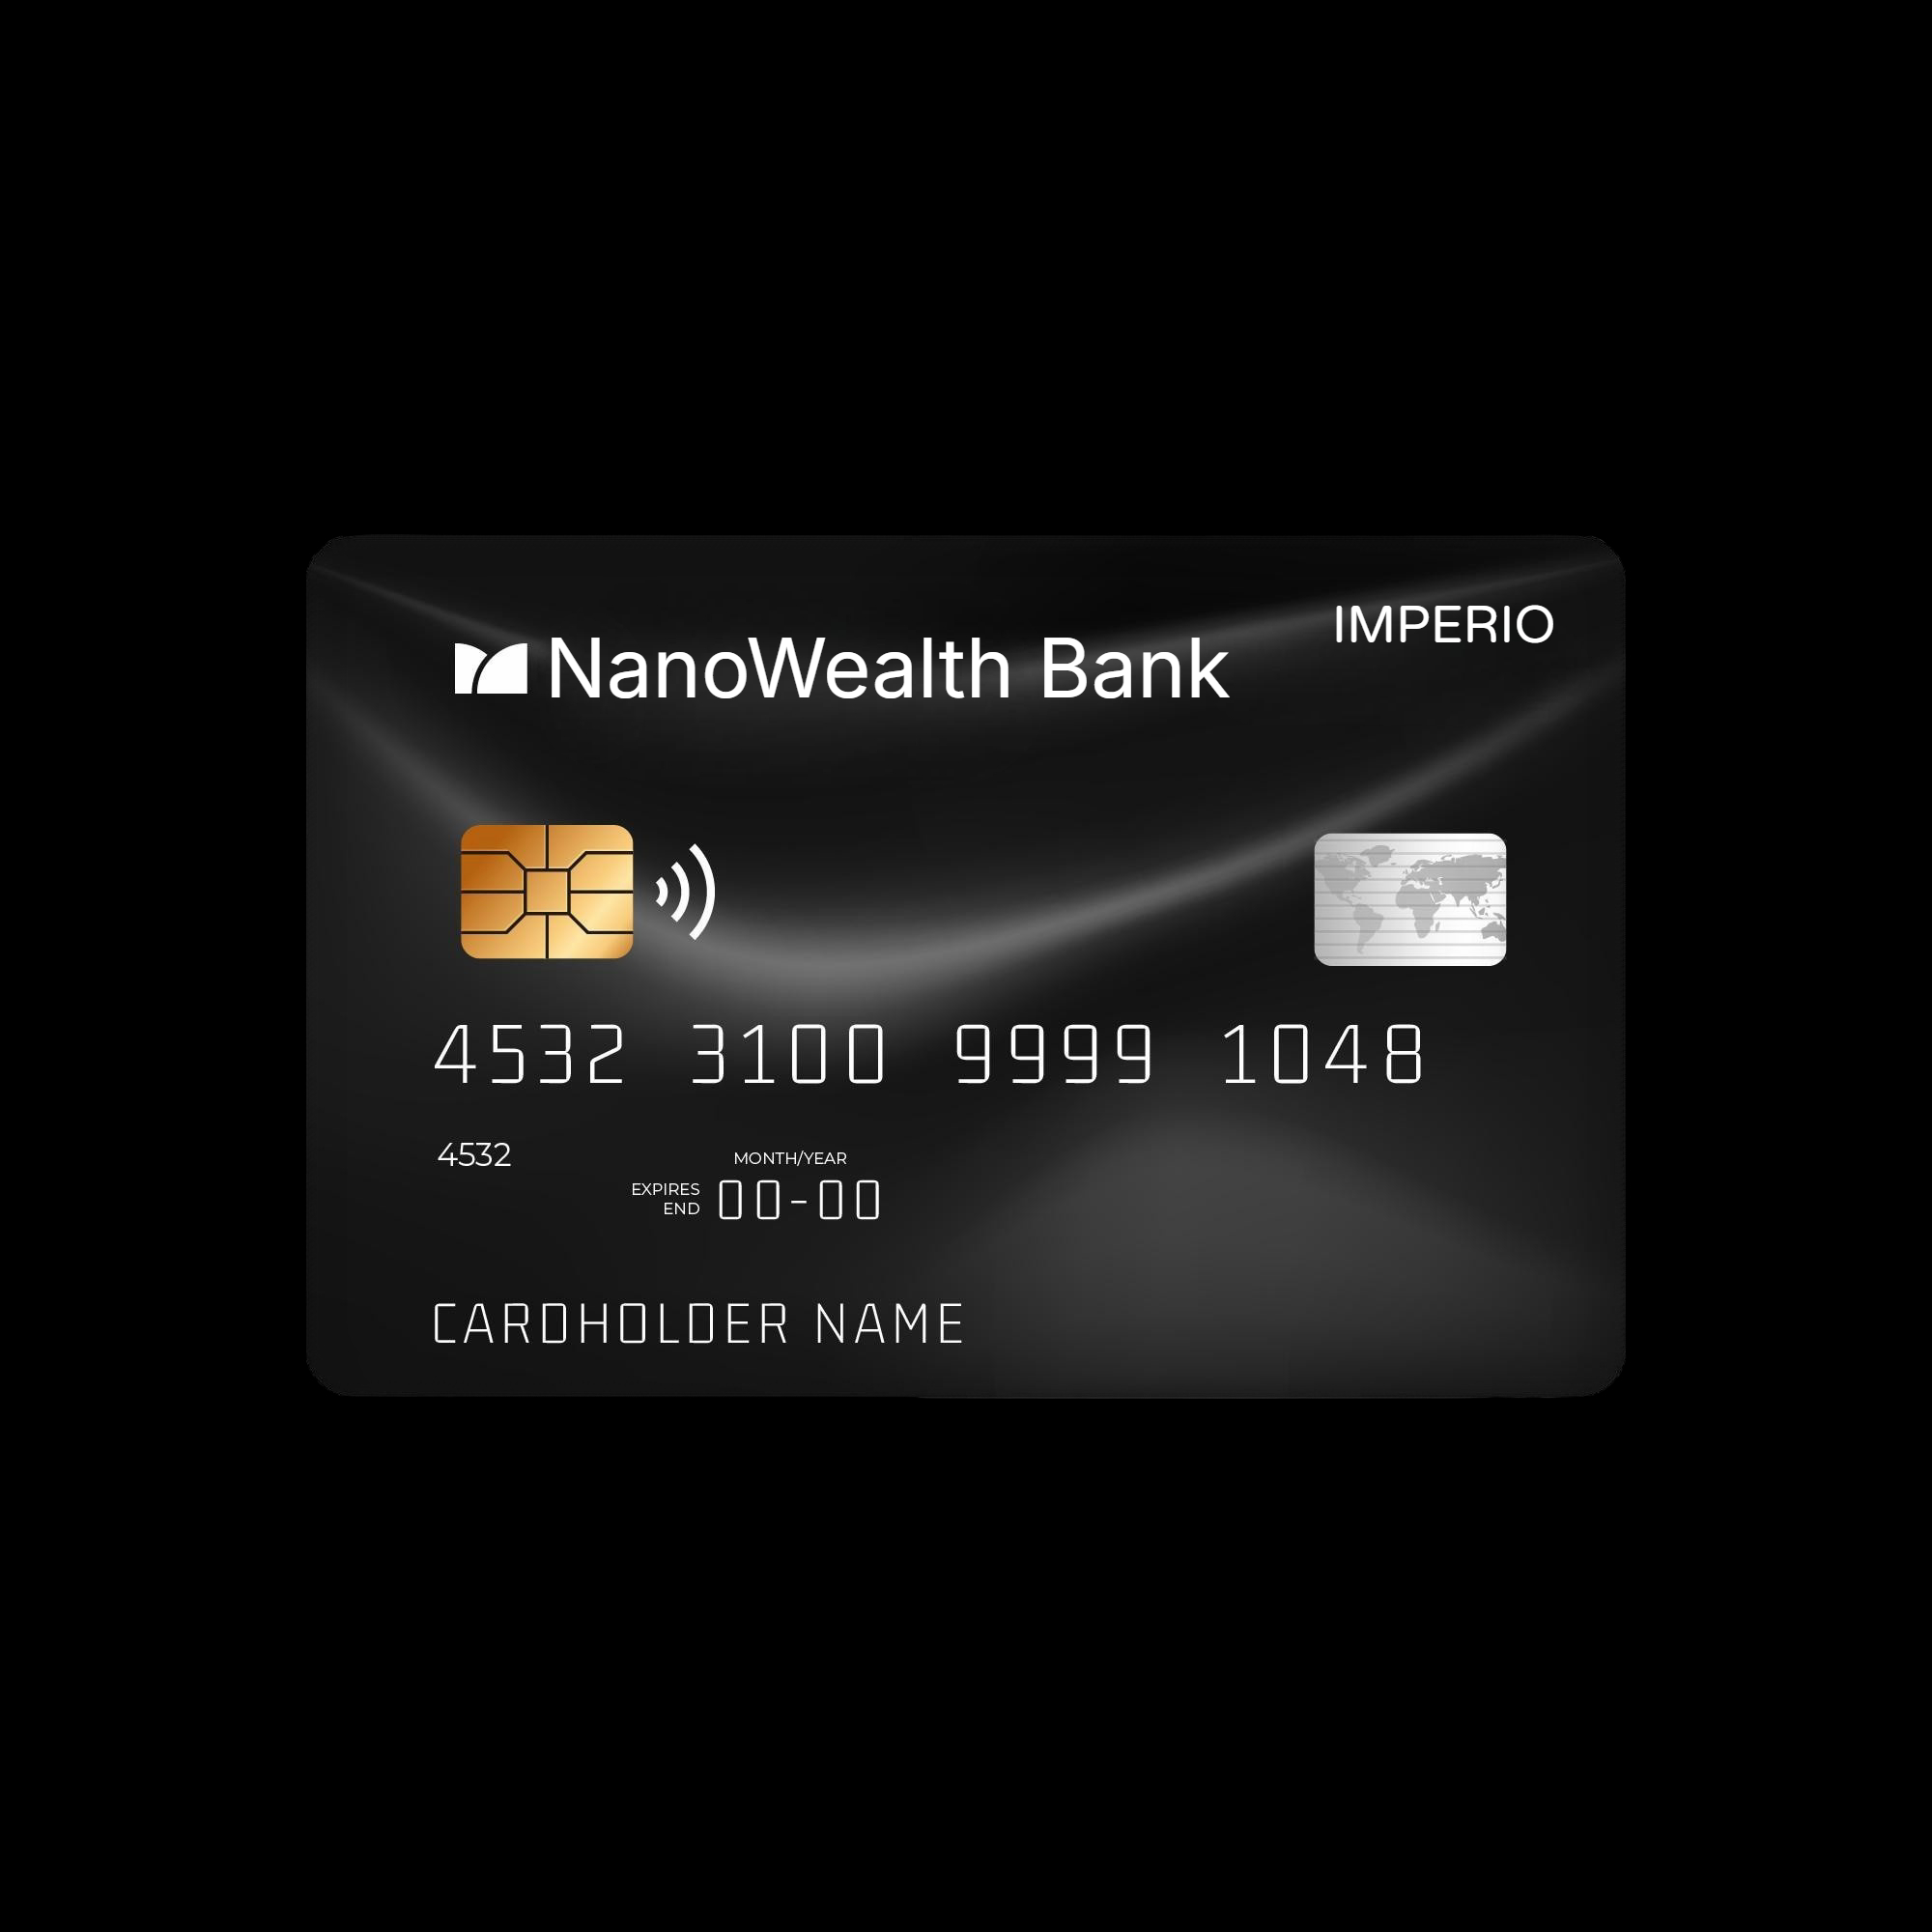 IMPERIO
NanoWealth Bank
4532 3100 9999 1048
4532
MONTH/YEAR
EXPIRES
END
00-00
CARDHOLDER NAME